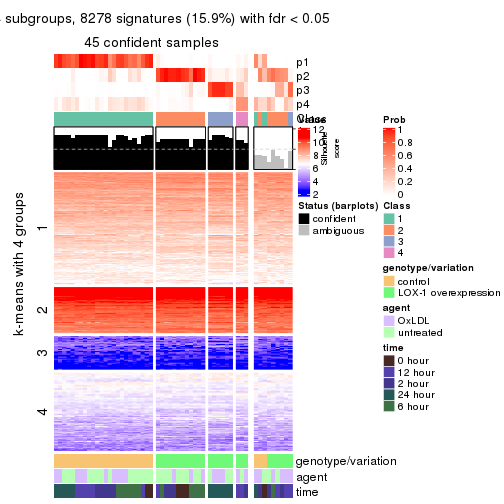 subgroups, 8278 signatures (15.9%) with fdr < 0.05
45 confident samples
p1
p2
p3
p4
Class
Value
12
10
8
6
4
2
Silhouette
score
Prob
1
0.8
0.6
0.4
0.2
0
Status (barplots)
confident
ambiguous
Class
1
2
3
4
genotype/variation
control
LOX-1 overexpression
agent
OxLDL
untreated
time
0 hour
12 hour
2 hour
24 hour
6 hour
k-means with 4 groups
1
2
3
4
genotype/variation
agent
time